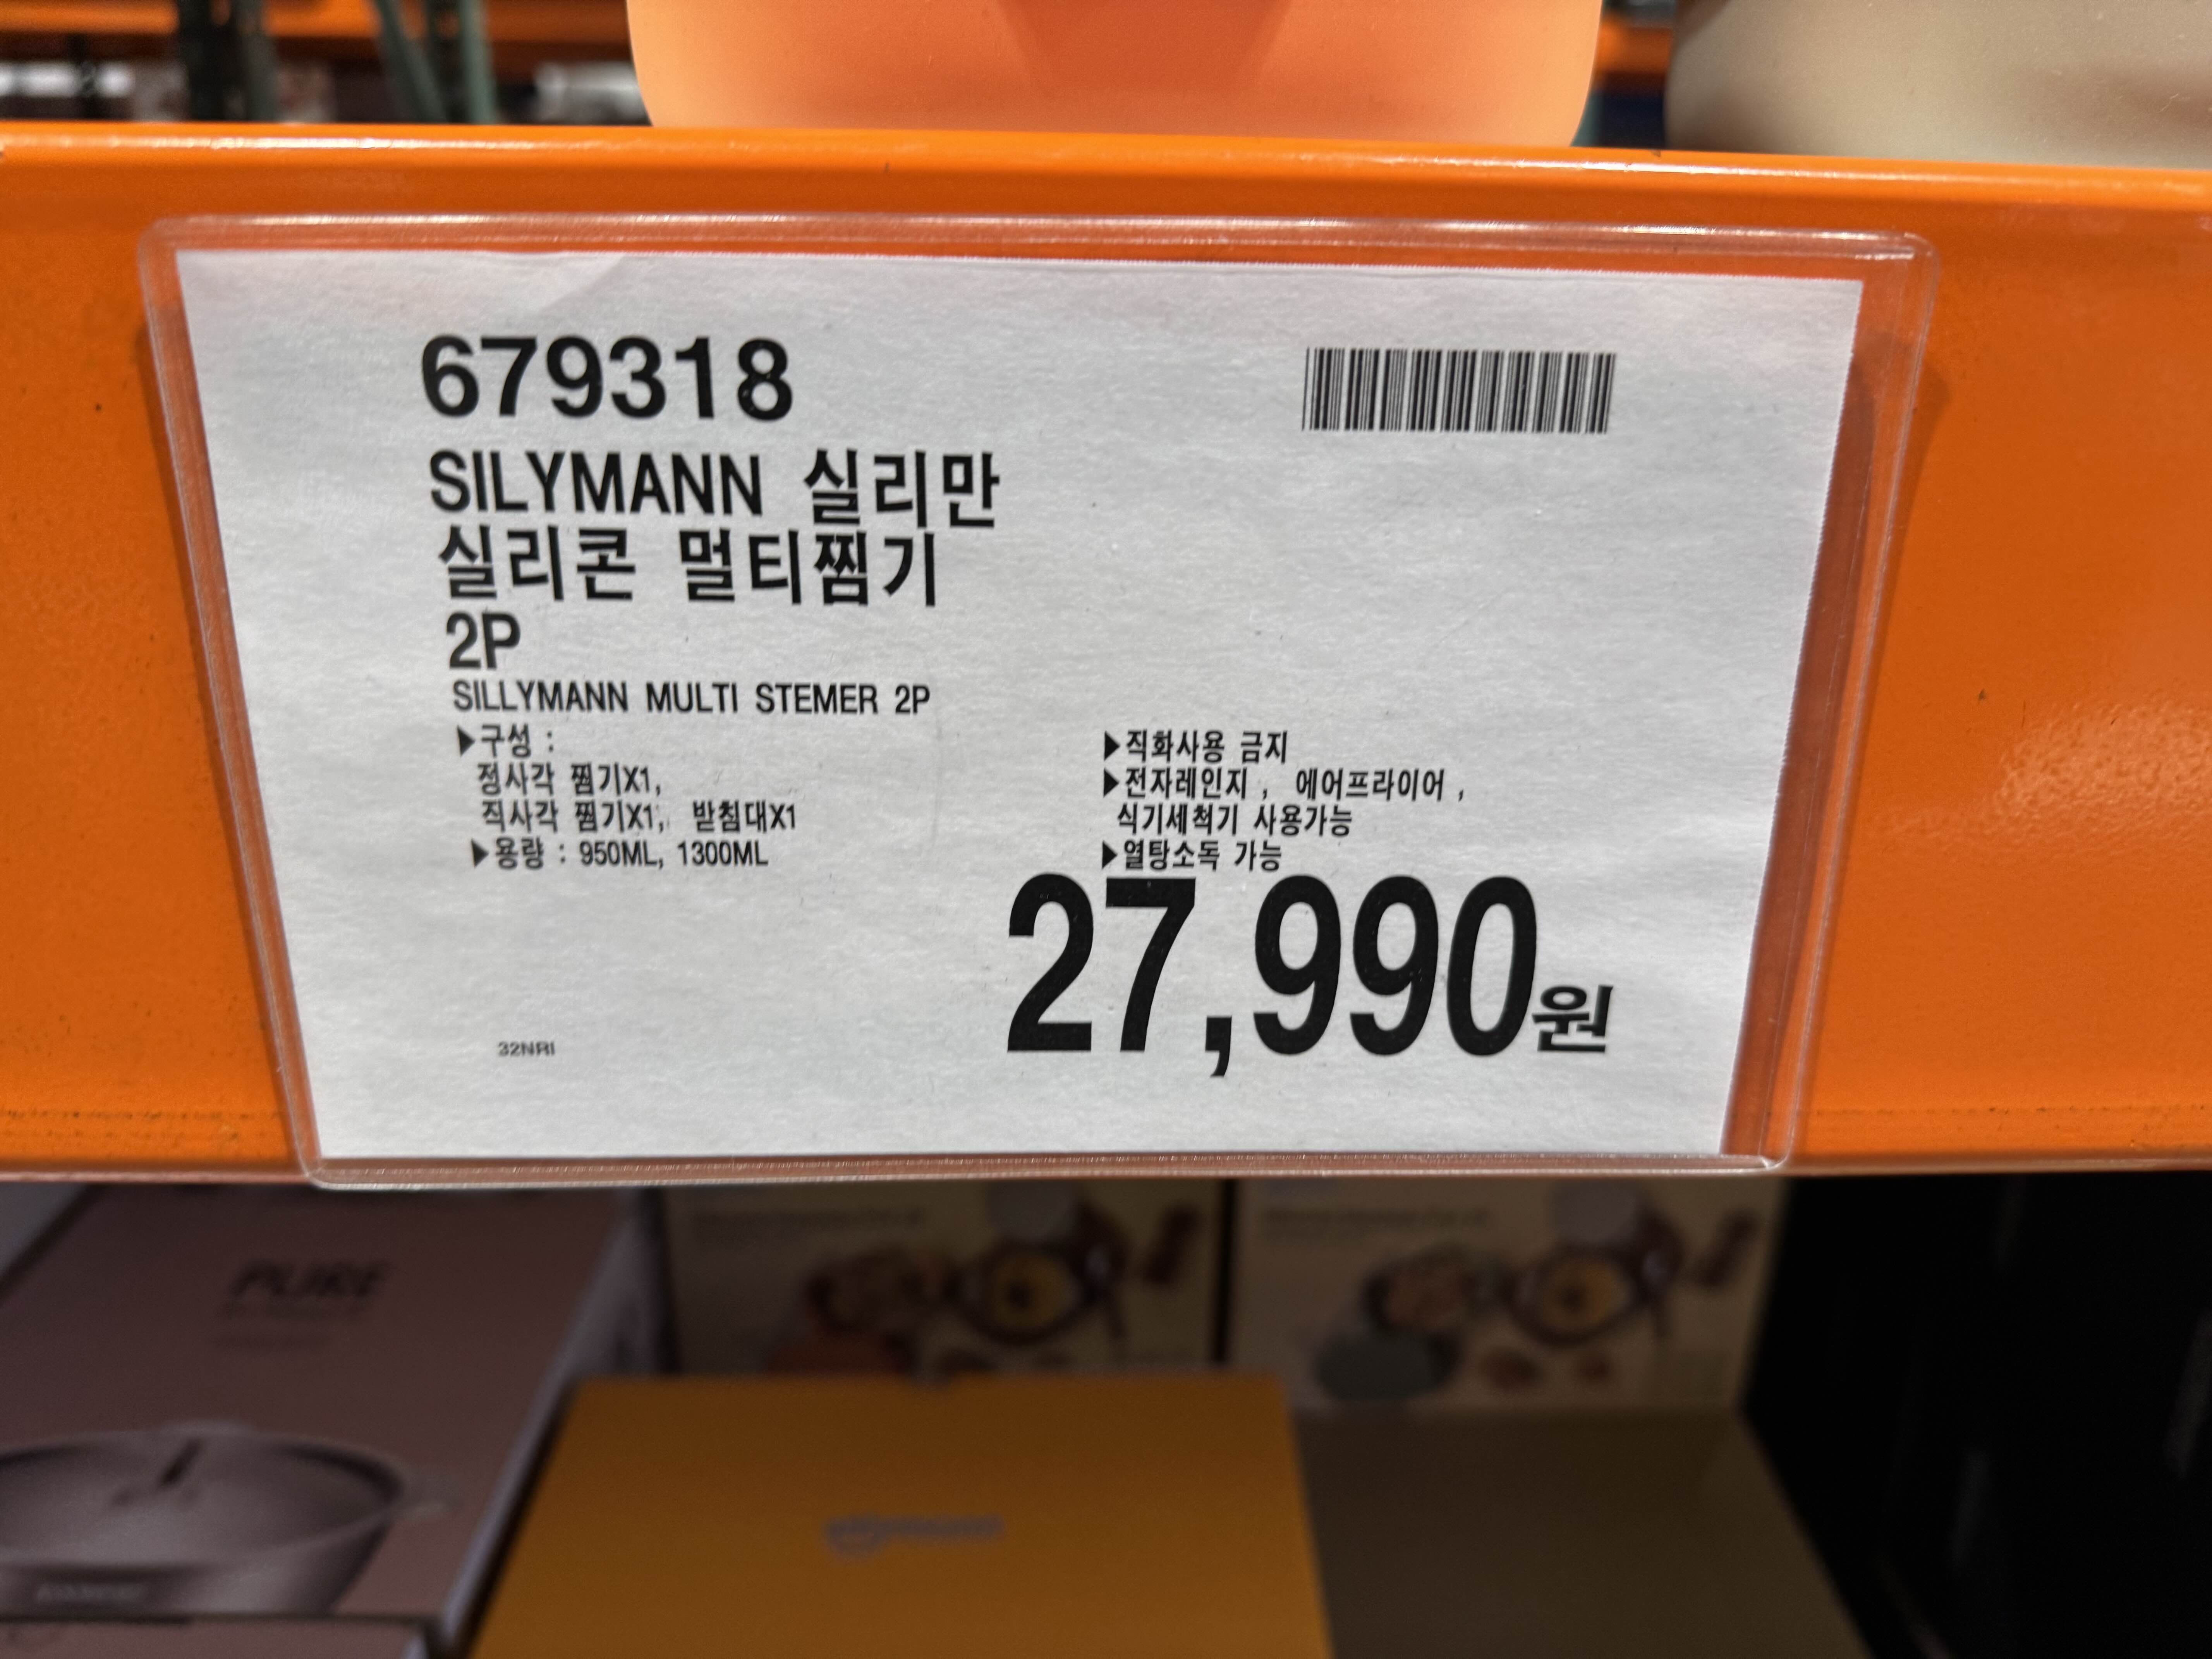 679318
SILYMANN 실리만
실리콘 멀티찜기
2P
SILLYMANN MULTI STEMER 2P
▶구성 :
정사각 찜기X1,
직사각 찜기X1, 받침대X1
▶용량 : 950ML, 1300ML
▶직화사용 금지
▶전자레인지 , 에어프라이어 ,
식기세척기 사용가능
▶열탕소독 가능
27,990원
32NRI
PURE